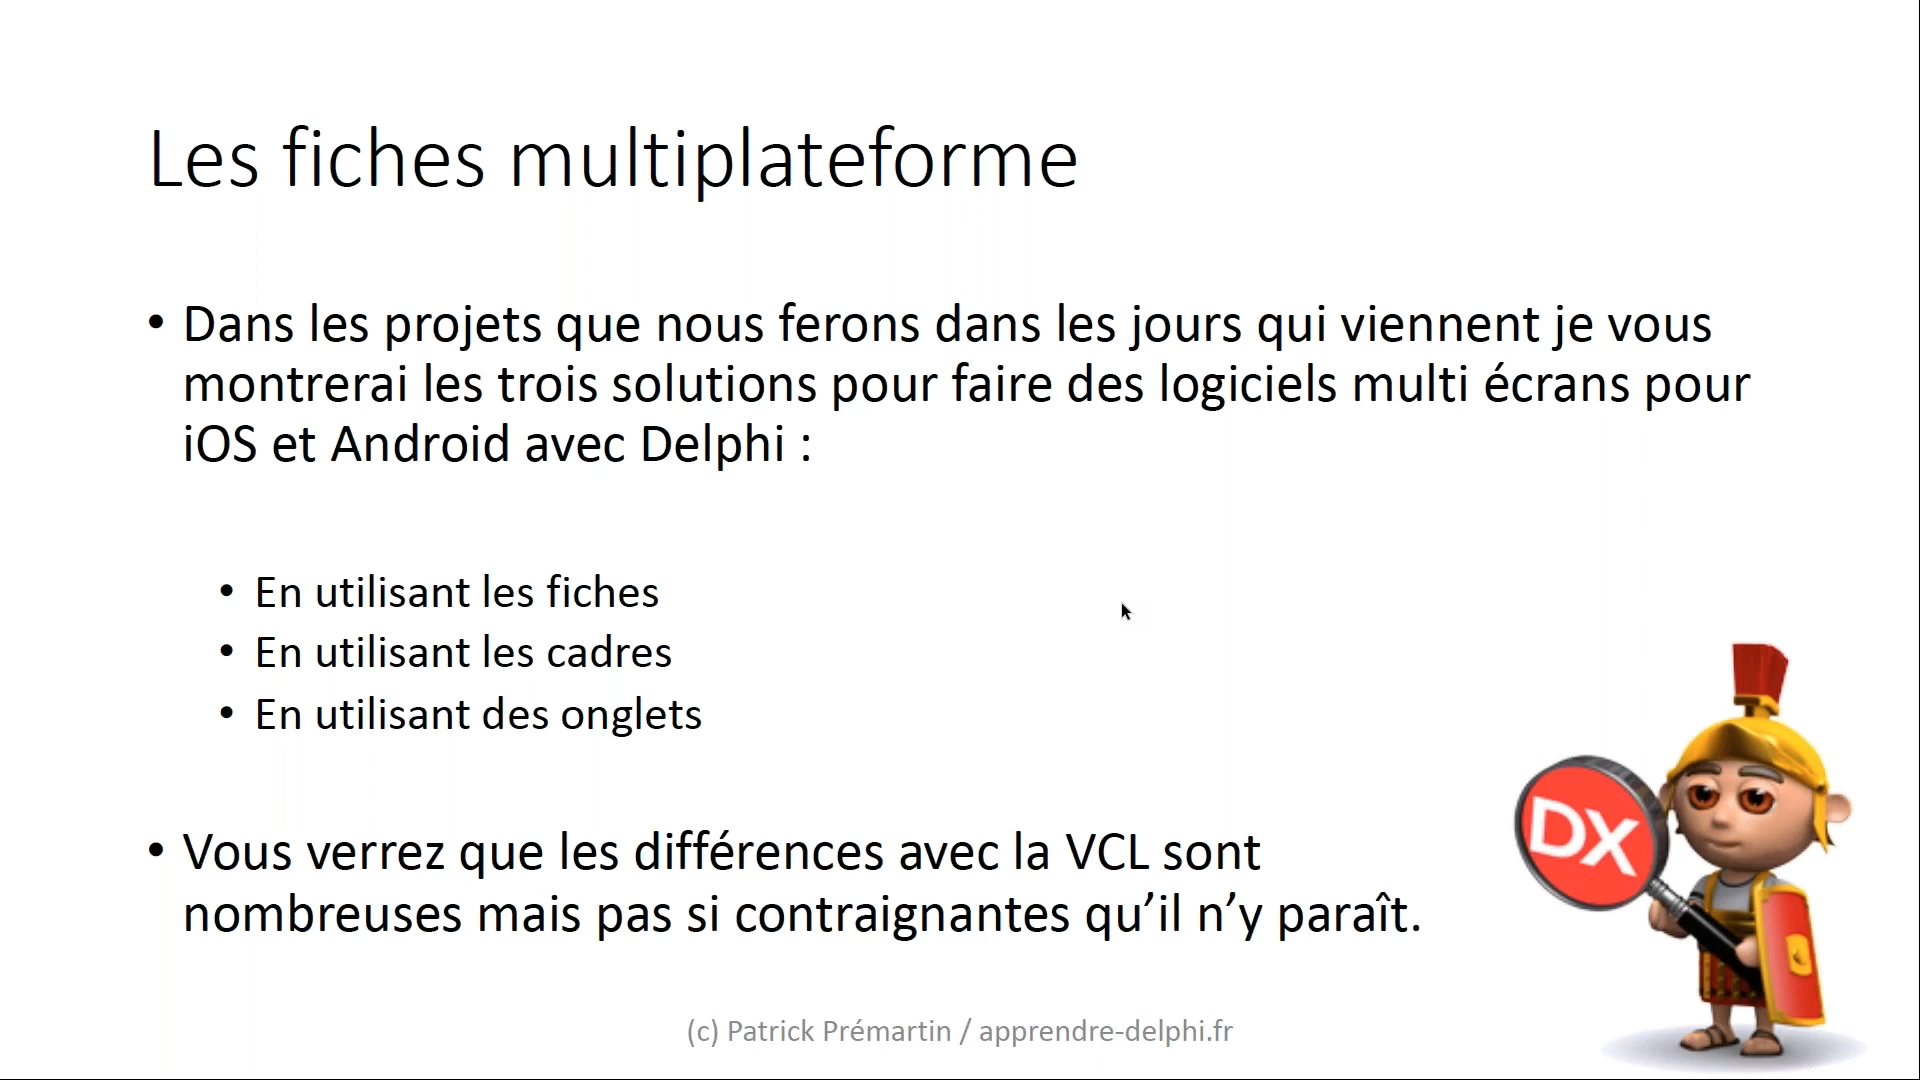 Les fiches multiplateforme
• Dans les projets que nous ferons dans les jours qui viennent je vous
montrerai les trois solutions pour faire des logiciels multi écrans pour
iOS et Android avec Delphi :
• En utilisant les fiches
• En utilisant les cadres
• En utilisant des onglets
• Vous verrez que les différences avec la VCL sont
nombreuses mais pas si contraignantes qu’il n’y paraît.
DX
(c) Patrick Prémartin / apprendre-delphi.fr